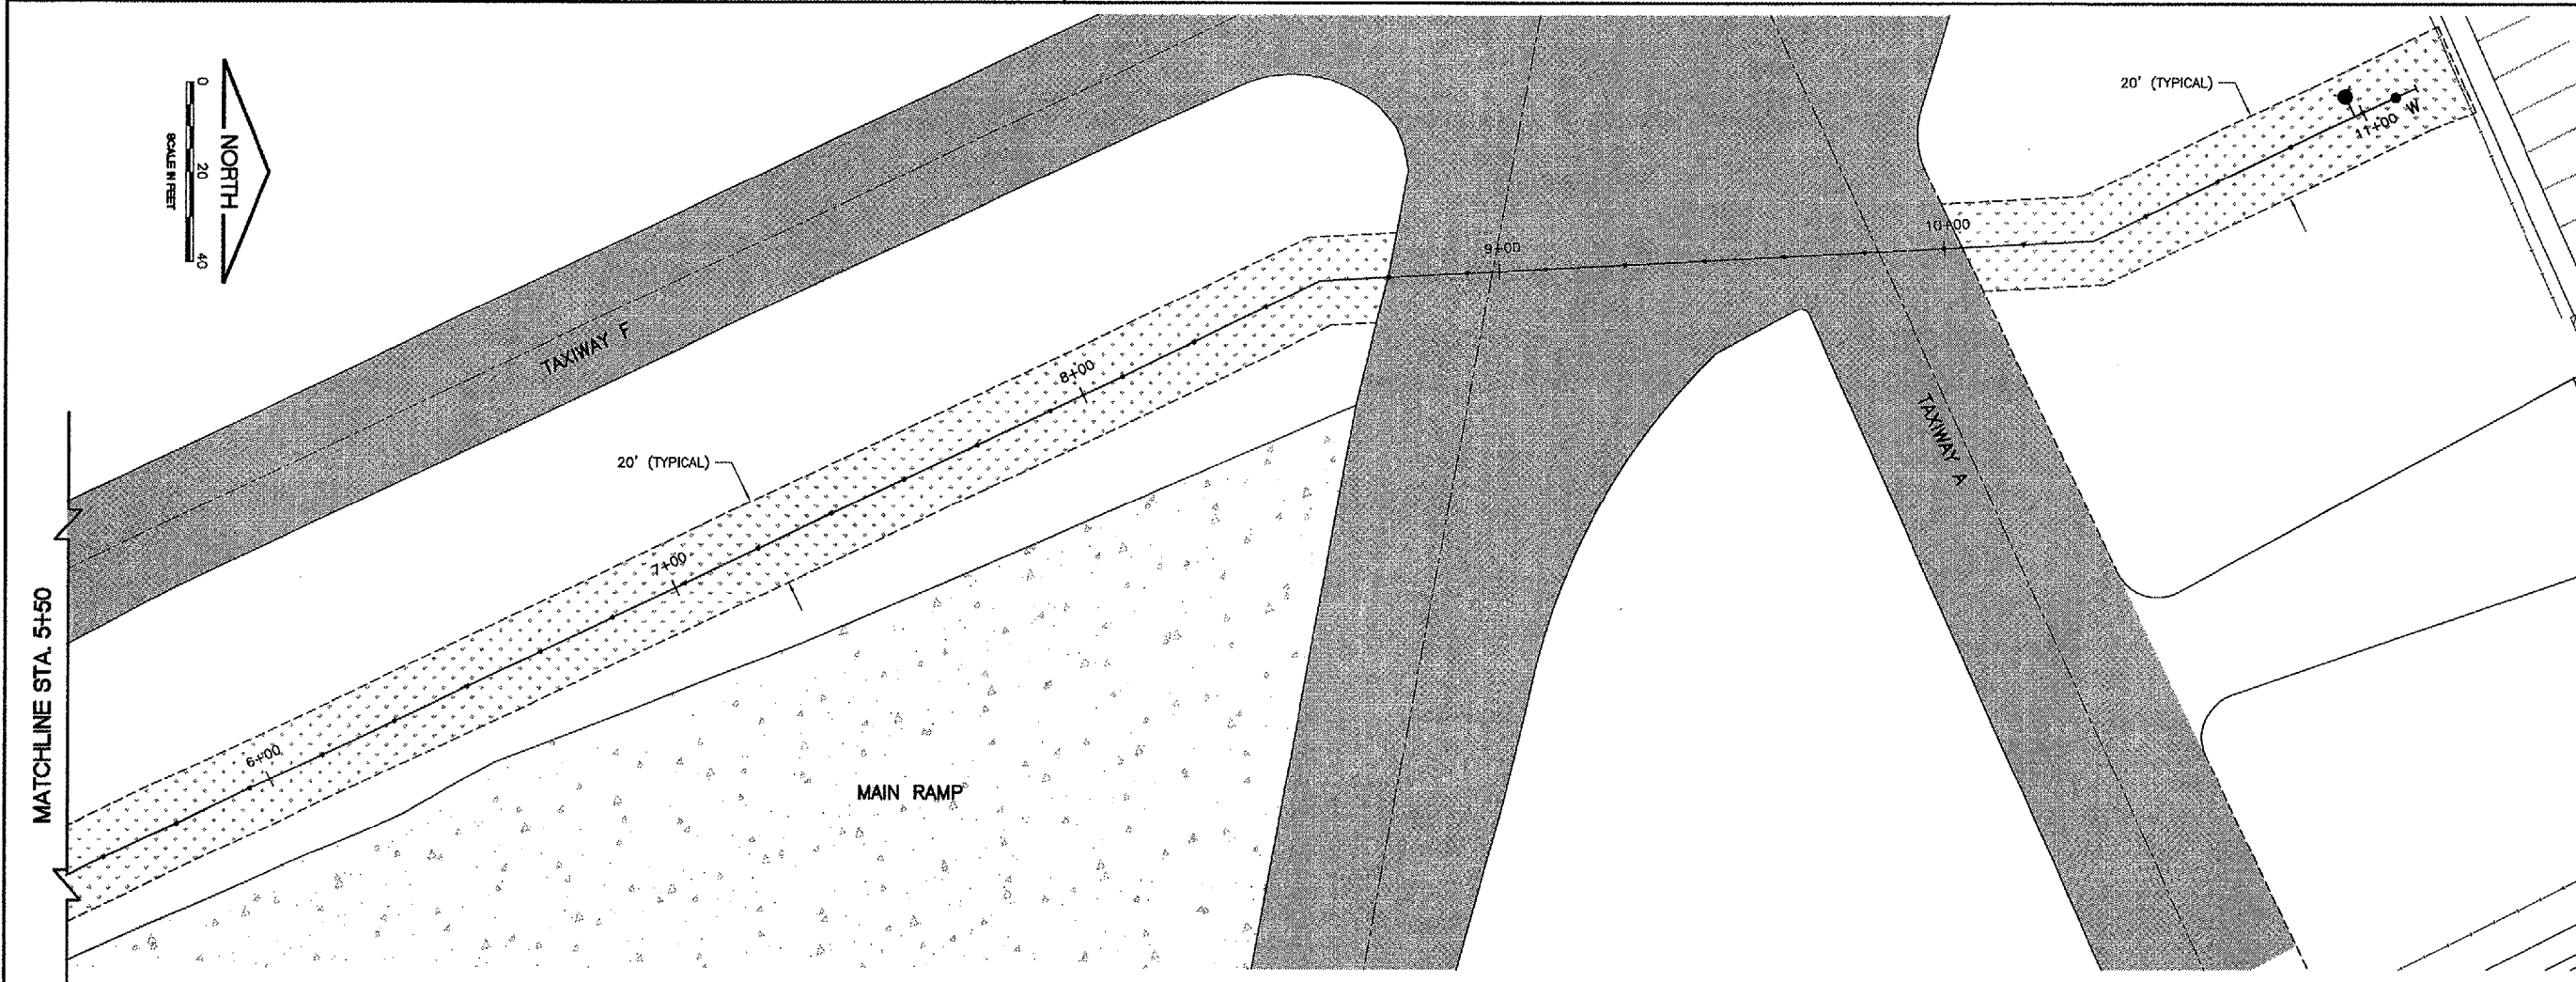 0
20
40
SCALE IN FEET
NORTH
20' (TYPICAL)
11+00
W
10+00
9+00
TAXIWAY F
8+00
TAXIWAY A
20' (TYPICAL)
7+00
MATCHLINE STA. 5+50
6+00
MAIN RAMP